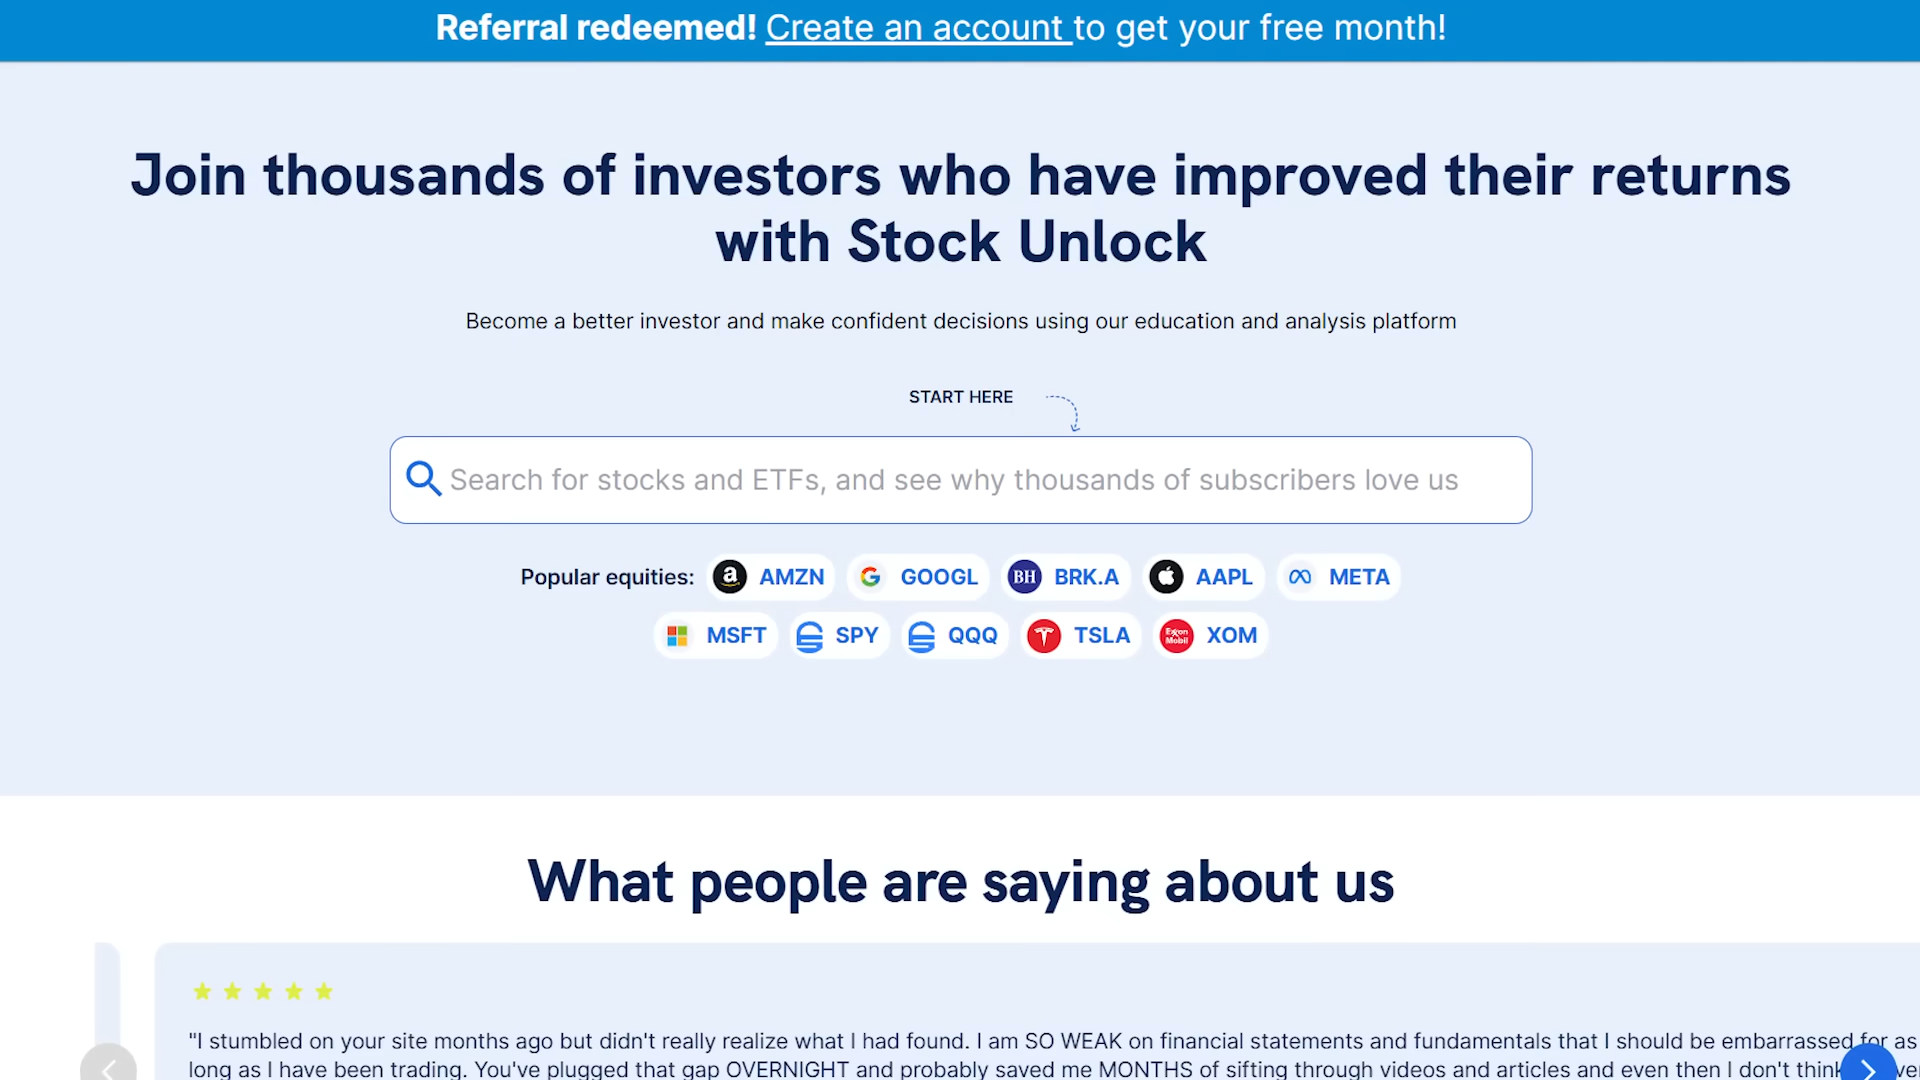 Referral redeemed! Create an account to get your free month!
Join thousands of investors who have improved their returns
with Stock Unlock
Become a better investor and make confident decisions using our education and analysis platform
START HERE
Search for stocks and ETFs, and see why thousands of subscribers love us
Popular equities: a AMZN G GOOGL BH BRK.A AAPL META
MSFT SPY QQQ TSLA Exxon Mobil XOM
What people are saying about us
"I stumbled on your site months ago but didn't really realize what I had found. I am SO WEAK on financial statements and fundamentals that I should be embarrassed for as
long as I have been trading. You've plugged that gap OVERNIGHT and probably saved me MONTHS of sifting through videos and articles and even then I don't think